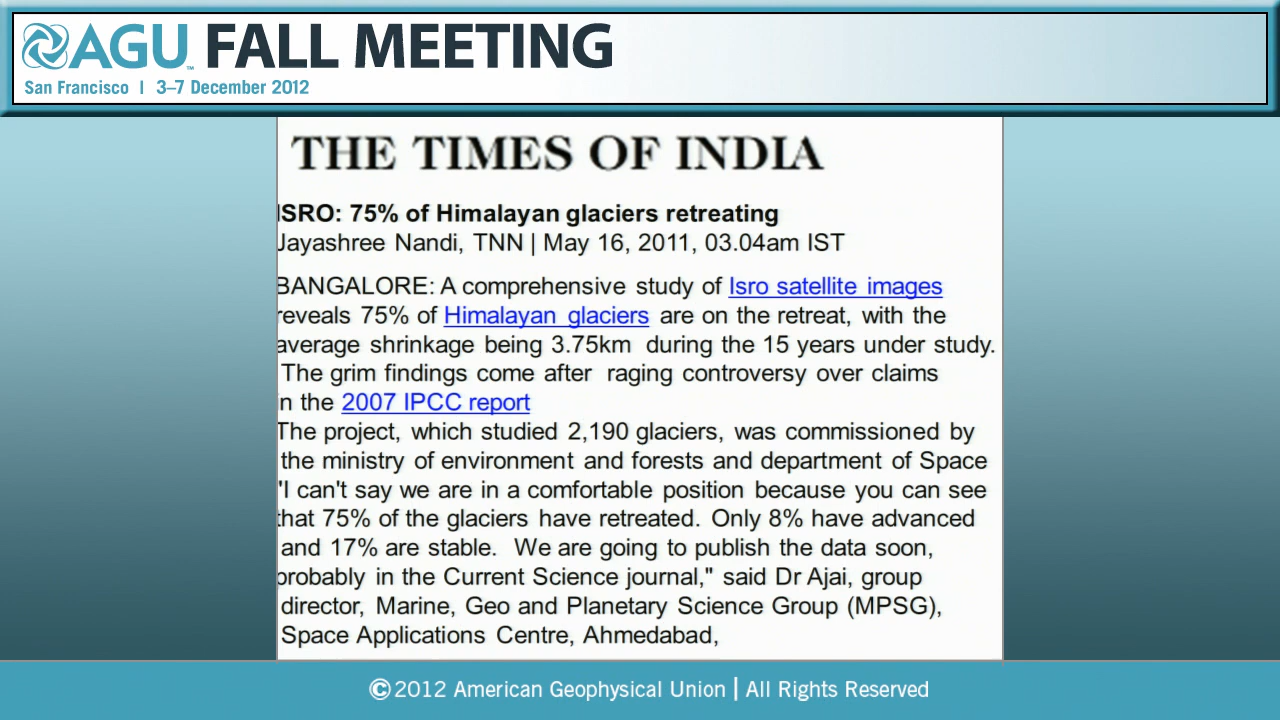 AGU FALL MEETING
San Francisco | 3–7 December 2012
THE TIMES OF INDIA
ISRO: 75% of Himalayan glaciers retreating
Jayashree Nandi, TNN | May 16, 2011, 03.04am IST
BANGALORE: A comprehensive study of Isro satellite images
reveals 75% of Himalayan glaciers are on the retreat, with the
average shrinkage being 3.75km during the 15 years under study.
The grim findings come after raging controversy over claims
in the 2007 IPCC report
The project, which studied 2,190 glaciers, was commissioned by
the ministry of environment and forests and department of Space
"I can't say we are in a comfortable position because you can see
that 75% of the glaciers have retreated. Only 8% have advanced
and 17% are stable. We are going to publish the data soon,
probably in the Current Science journal," said Dr Ajai, group
director, Marine, Geo and Planetary Science Group (MPSG),
Space Applications Centre, Ahmedabad,
©2012 American Geophysical Union | All Rights Reserved